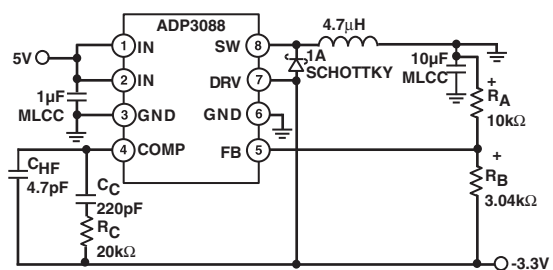 ADP3088
5V
1 IN
2 IN
3 GND
4 COMP
SW 8
DRV 7
GND 6
FB 5
1µF
MLCC
4.7µH
1A
SCHOTTKY
10µF
MLCC
+
RA
10kΩ
+
RB
3.04kΩ
CHF
4.7pF
CC
220pF
RC
20kΩ
-3.3V